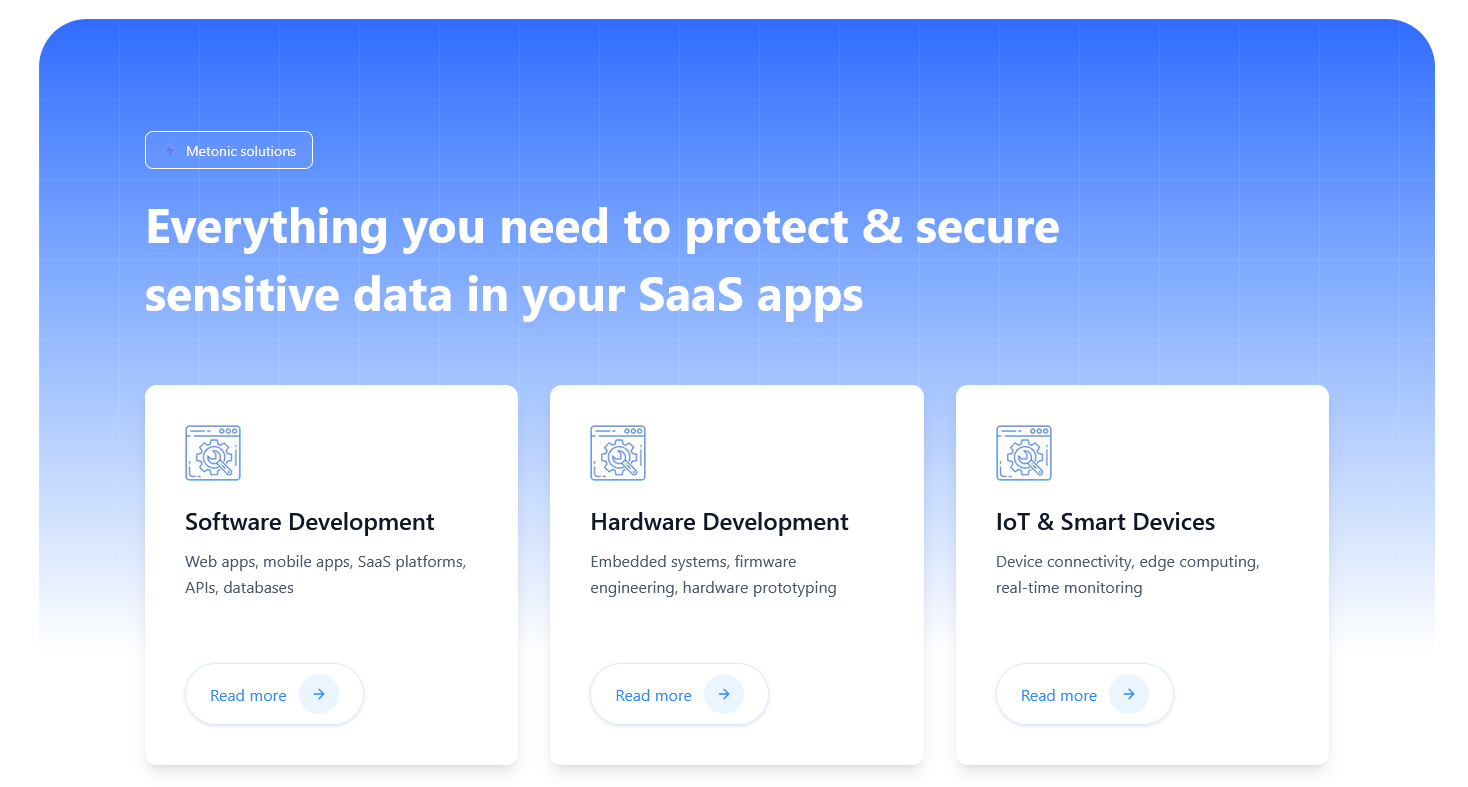 Metonic solutions
Everything you need to protect & secure
sensitive data in your SaaS apps
Software Development
Web apps, mobile apps, SaaS platforms,
APIs, databases
Read more
Hardware Development
Embedded systems, firmware
engineering, hardware prototyping
Read more
IoT & Smart Devices
Device connectivity, edge computing,
real-time monitoring
Read more